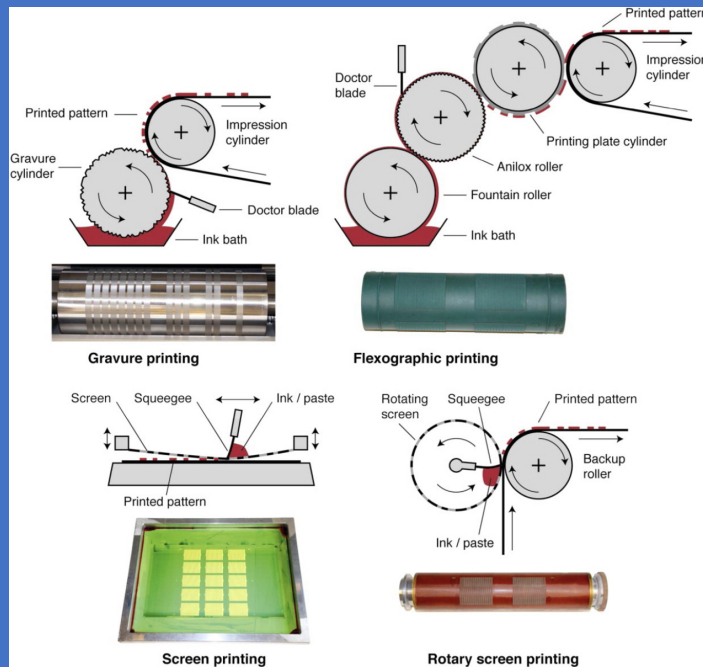 Printed pattern
Impression
cylinder
Gravure
cylinder
Doctor blade
Ink bath
Gravure printing
Printed pattern
Doctor
blade
Impression
cylinder
Printing plate cylinder
Anilox roller
Fountain roller
Ink bath
Flexographic printing
Screen
Squeegee
Ink / paste
Printed pattern
Screen printing
Rotating
screen
Squeegee
Printed pattern
Backup
roller
Ink / paste
Rotary screen printing